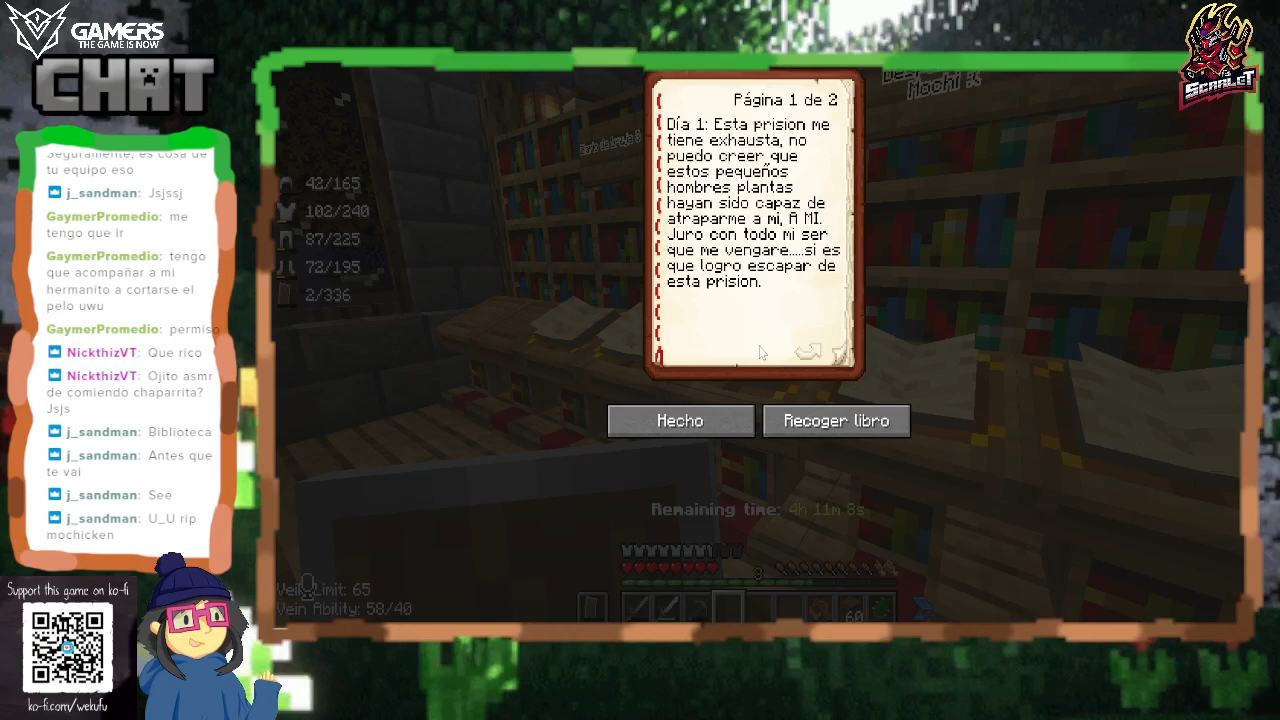 GAMERS
THE GAME IS NOW
CHAT
Seguramente, es cosa de
tu equipo eso
j_sandman: Jsjssj
GaymerPromedio: me
tengo que ir
GaymerPromedio: tengo
que acompañar a mi
hermanito a cortarse el
pelo uwu
GaymerPromedio: permiso
NickthizVT: Que rico
NickthizVT: Ojito asmr
de comiendo chaparrita?
Jsjs
j_sandman: Biblioteca
j_sandman: Antes que
te vai
j_sandman: See
j_sandman: U_U rip
mochicken
Support this game on ko-fi
ko-fi.com/wekufu
SCARLET
Mochi
42/165
102/240
87/225
72/195
2/336
Página 1 de 2
Día 1: Esta prision me
tiene exhausta, no
puedo creer que
estos pequeños
hombres plantas
hayan sido capaz de
atraparme a mi, A MI.
Juro con todo mi ser
que me vengare.....si es
que logro escapar de
esta prision.
Hecho
Recoger libro
Remaining time: 4h 11m 8s
8
Vein Limit: 65
Vein Ability: 58/40
60